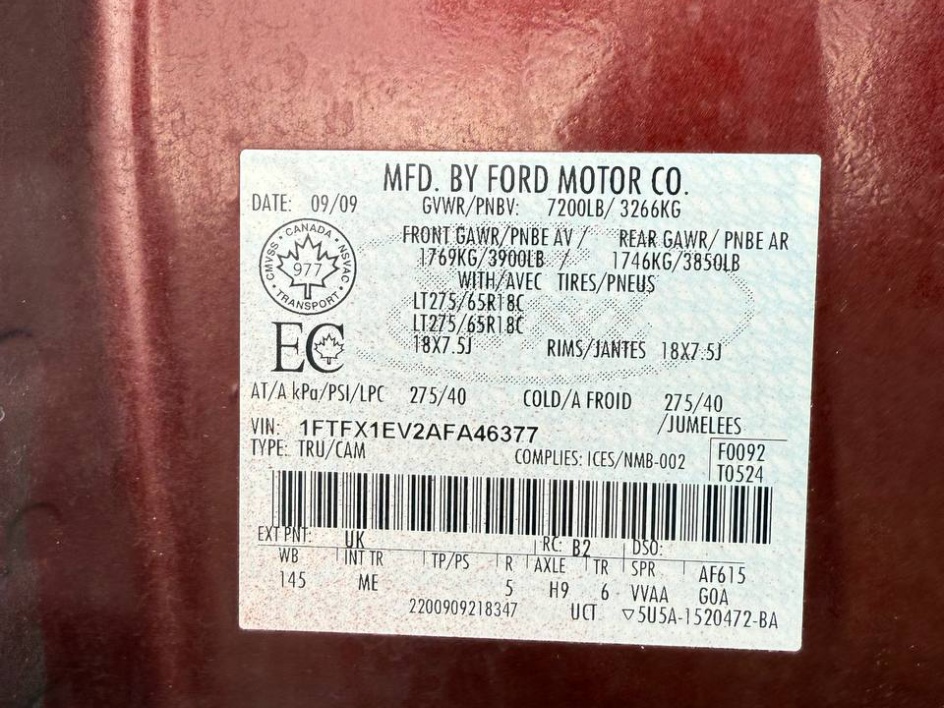 MFD. BY FORD MOTOR CO.
DATE: 09/09 GVWR/PNBV: 7200LB/ 3266KG
FRONT GAWR/PNBE AV / REAR GAWR/ PNBE AR
1769KG/3900LB / 1746KG/3850LB
WITH/AVEC TIRES/PNEUS
LT275/65R18C
LT275/65R18C
18X7.5J RIMS/JANTES 18X7.5J
CMVSS · CANADA · NSVAC · TRANSPORT ·
977
EC
AT/A kPa/PSI/LPC 275/40 COLD/A FROID 275/40
/JUMELEES
VIN: 1FTFX1EV2AFA46377
TYPE: TRU/CAM COMPLIES: ICES/NMB-002
F0092
T0524
EXT PNT: UK RC: B2 DSO:
WB INT TR TP/PS R AXLE TR SPR AF615
145 ME 5 H9 6 VVAA GOA
2200909218347 UCT ▽5U5A-1520472-BA